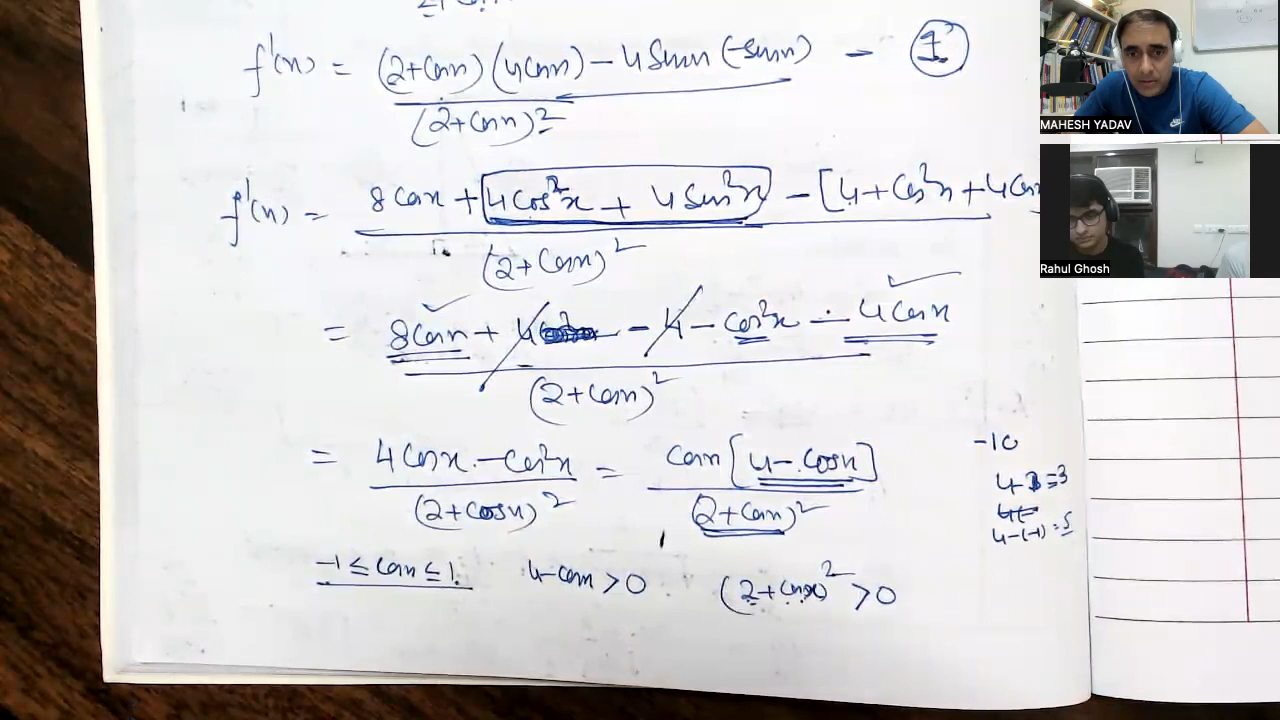 f'(x) = (2+Cosx)(4Cosx) - 4Sinx(-Sinx) - 1
(2+Cosx)²
f'(x) = 8Cosx + 4Cos²x + 4Sin²x - [4+Cos²x+4Cosx
(2+Cosx)²
= 8Cosx + 4 - 4 - Cos²x - 4Cosx
(2+Cosx)²
= 4Cosx - Cos²x = Cosx[4-Cosx]
(2+Cosx)² (2+Cosx)²
-1 ≤ Cosx ≤ 1 4-Cosx > 0 (2+Cosx)² > 0
-10
=3
4-(-1)=5
MAHESH YADAV
Rahul Ghosh